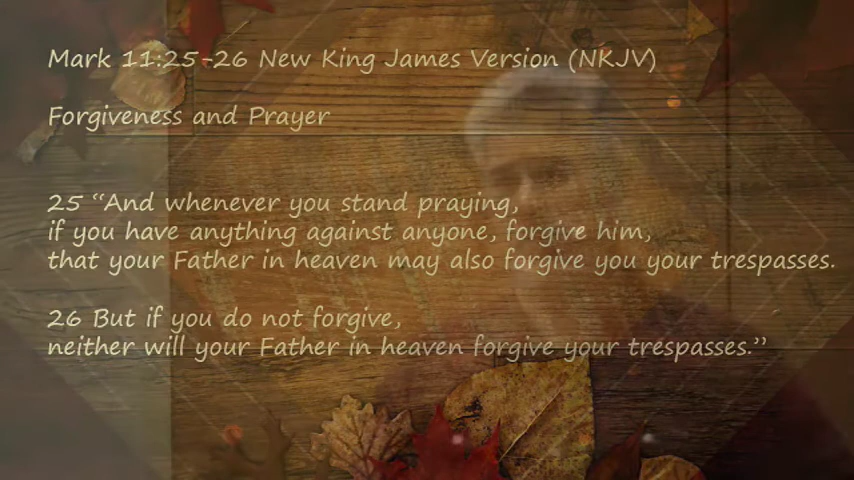 Mark 11:25-26 New King James Version (NKJV)
Forgiveness and Prayer
25 “And whenever you stand praying,
if you have anything against anyone, forgive him,
that your Father in heaven may also forgive you your trespasses.
26 But if you do not forgive,
neither will your Father in heaven forgive your trespasses.”